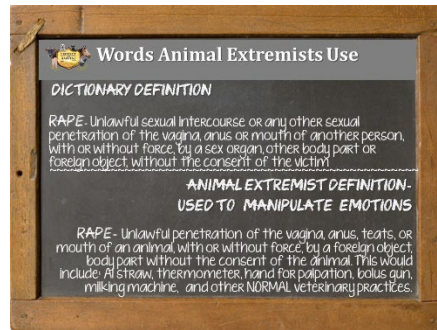 Words Animal Extremists Use
DICTIONARY DEFINITION
RAPE- Unlawful sexual intercourse or any other sexual
penetration of the vagina, anus or mouth of another person,
with or without force, by a sex organ, other body part or
foreign object, without the consent of the victim
ANIMAL EXTREMIST DEFINITION-
USED TO MANIPULATE EMOTIONS
RAPE- Unlawful penetration of the vagina, anus, teats, or
mouth of an animal, with or without force, by a foreign object,
body part without the consent of the animal. This would
include: AI straw, thermometer, hand for palpation, bolus gun,
milking machine, and other NORMAL veterinary practices.